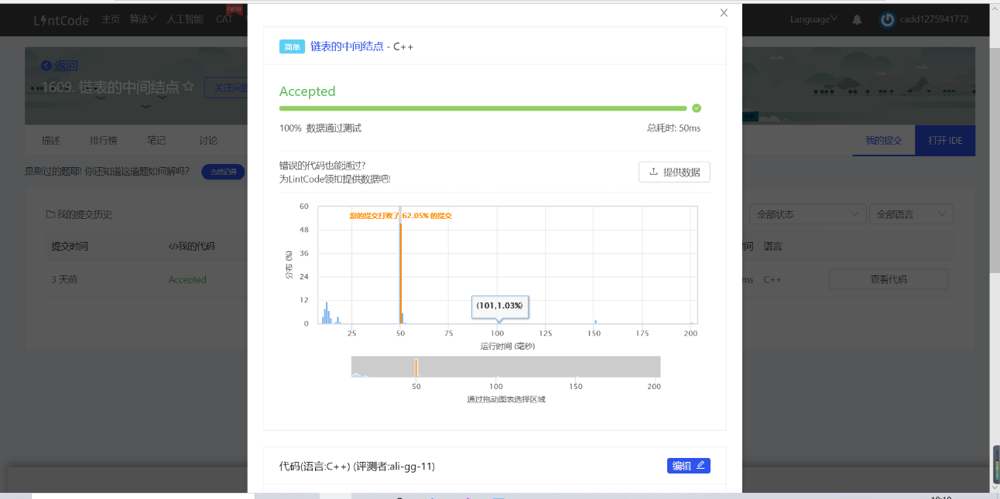 LintCode 主页 算法 人工智能 CAT new
Language cadd1275941772
返回
1609. 链表的中间结点
描述 排行榜 笔记 讨论
我的提交 打开 IDE
是刷过的题耶! 你还知道这道题如何解吗? 当然记得
我的提交历史
全部状态 全部语言
提交时间 </>我的代码
间 语言
3 天前 Accepted
ms C++ 查看代码
简单 链表的中间结点 - C++
Accepted
100% 数据通过测试 总耗时: 50ms
错误的代码也能通过?
为LintCode领扣提供数据吧!
提供数据
您的提交打败了 62.05% 的提交
60
48
36
24
12
0
分布 (%)
(101,1.03%)
25 50 75 100 125 150 175 200
运行时间 (毫秒)
50 100 150 200
通过拖动图表选择区域
代码(语言:C++) (评测者:ali-gg-11)
编辑